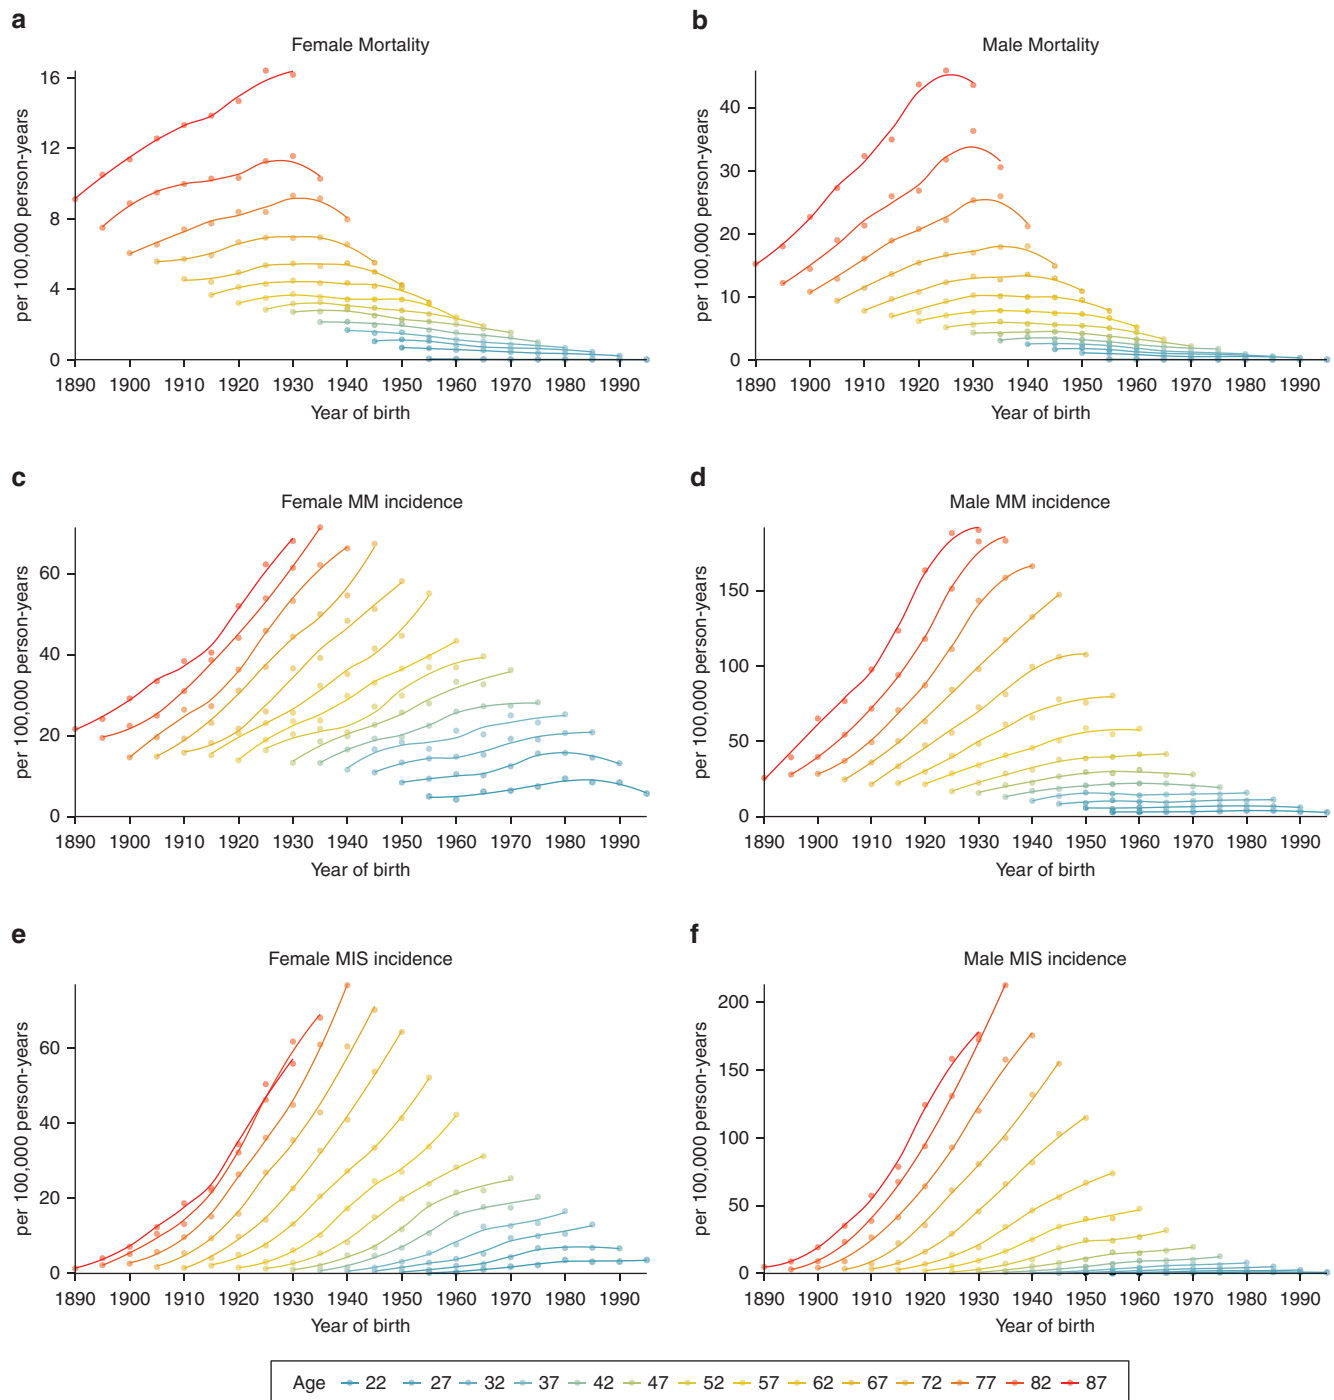 a
Female Mortality
per 100,000 person-years
16
12
8
4
0
1890 1900 1910 1920 1930 1940 1950 1960 1970 1980 1990
Year of birth
b
Male Mortality
per 100,000 person-years
40
30
20
10
0
1890 1900 1910 1920 1930 1940 1950 1960 1970 1980 1990
Year of birth
c
Female MM incidence
per 100,000 person-years
60
40
20
0
1890 1900 1910 1920 1930 1940 1950 1960 1970 1980 1990
Year of birth
d
Male MM incidence
per 100,000 person-years
150
100
50
0
1890 1900 1910 1920 1930 1940 1950 1960 1970 1980 1990
Year of birth
e
Female MIS incidence
per 100,000 person-years
60
40
20
0
1890 1900 1910 1920 1930 1940 1950 1960 1970 1980 1990
Year of birth
f
Male MIS incidence
per 100,000 person-years
200
150
100
50
0
1890 1900 1910 1920 1930 1940 1950 1960 1970 1980 1990
Year of birth
Age 22 27 32 37 42 47 52 57 62 67 72 77 82 87